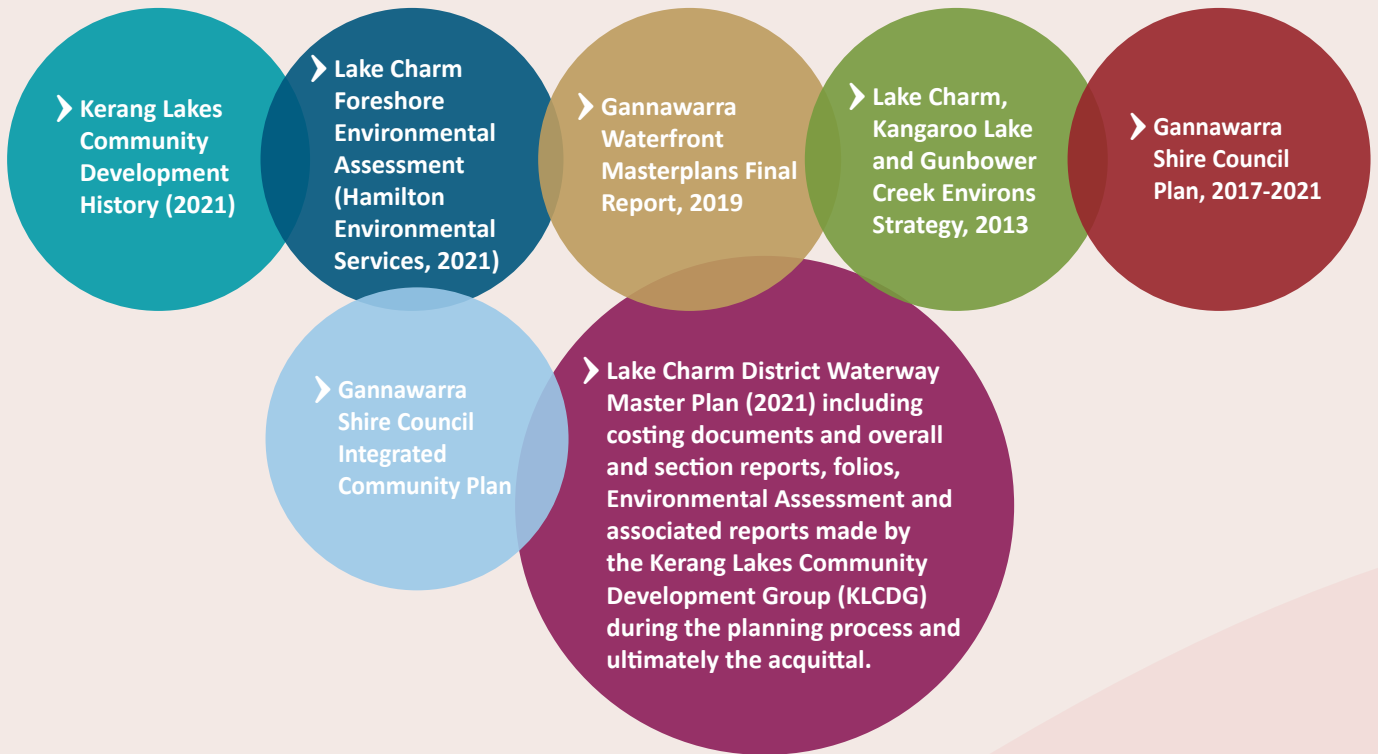 Kerang Lakes
Community
Development
History (2021)
Lake Charm
Foreshore
Environmental
Assessment
(Hamilton
Environmental
Services, 2021)
Gannawarra
Waterfront
Masterplans Final
Report, 2019
Lake Charm,
Kangaroo Lake
and Gunbower
Creek Environs
Strategy, 2013
Gannawarra
Shire Council
Plan, 2017-2021
Gannawarra
Shire Council
Integrated
Community Plan
Lake Charm District Waterway
Master Plan (2021) including
costing documents and overall
and section reports, folios,
Environmental Assessment and
associated reports made by
the Kerang Lakes Community
Development Group (KLCDG)
during the planning process and
ultimately the acquittal.